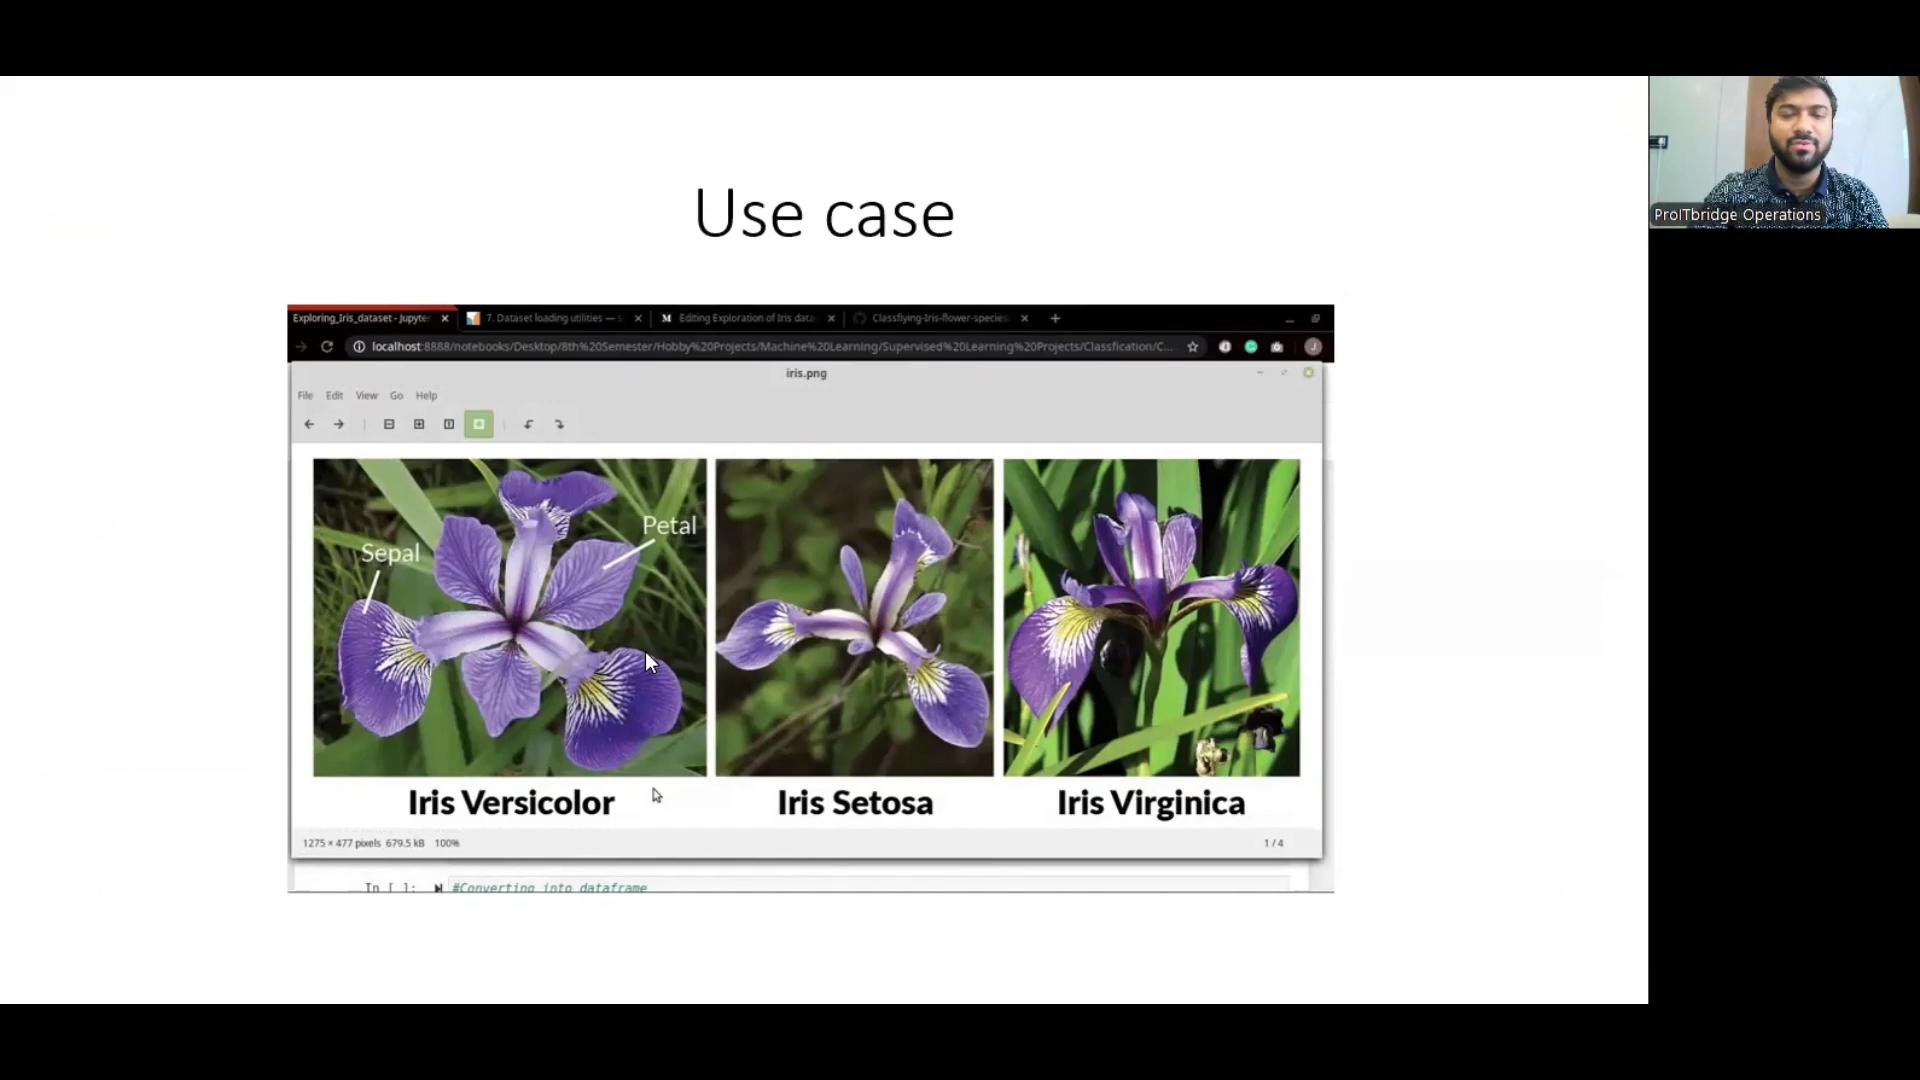 ProITbridge Operations
Use case
Exploring_Iris_dataset - Jupyte
7. Dataset loading utilities — s
M Editing Exploration of Iris data
Classfiying-Iris-flower-species
localhost:8888/notebooks/Desktop/8th%20Semester/Hobby%20Projects/Machine%20Learning/Supervised%20Learning%20Projects/Classfication/C...
J
iris.png
File Edit View Go Help
Petal
Sepal
Iris Versicolor
Iris Setosa
Iris Virginica
1275 × 477 pixels 679.5 kB 100%
1 / 4
In [ ]:
#Converting into dataframe